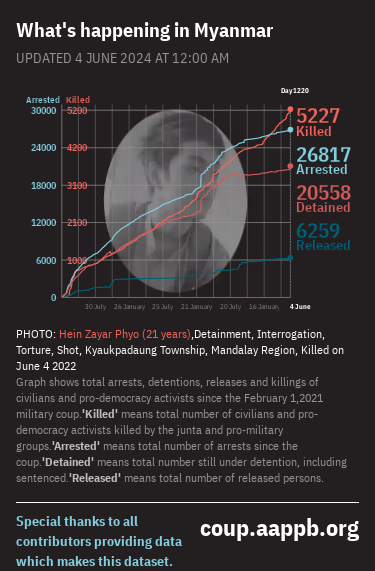 What's happening in Myanmar
UPDATED 4 JUNE 2024 AT 12:00 AM
Day1220
Arrested Killed
30000 5200
24000 4200
18000 3100
12000 2100
6000 1000
0
5227
Killed
26817
Arrested
20558
Detained
6259
Released
30 July 26 January 25 July 21 January 20 July 16 January 4 June
PHOTO: Hein Zayar Phyo (21 years),Detainment, Interrogation,
Torture, Shot, Kyaukpadaung Township, Mandalay Region, Killed on
June 4 2022
Graph shows total arrests, detentions, releases and killings of
civilians and pro-democracy activists since the February 1,2021
military coup.'Killed' means total number of civilians and pro-
democracy activists killed by the junta and pro-military
groups.'Arrested' means total number of arrests since the
coup.'Detained' means total number still under detention, including
sentenced.'Released' means total number of released persons.
Special thanks to all
contributors providing data
which makes this dataset.
coup.aappb.org